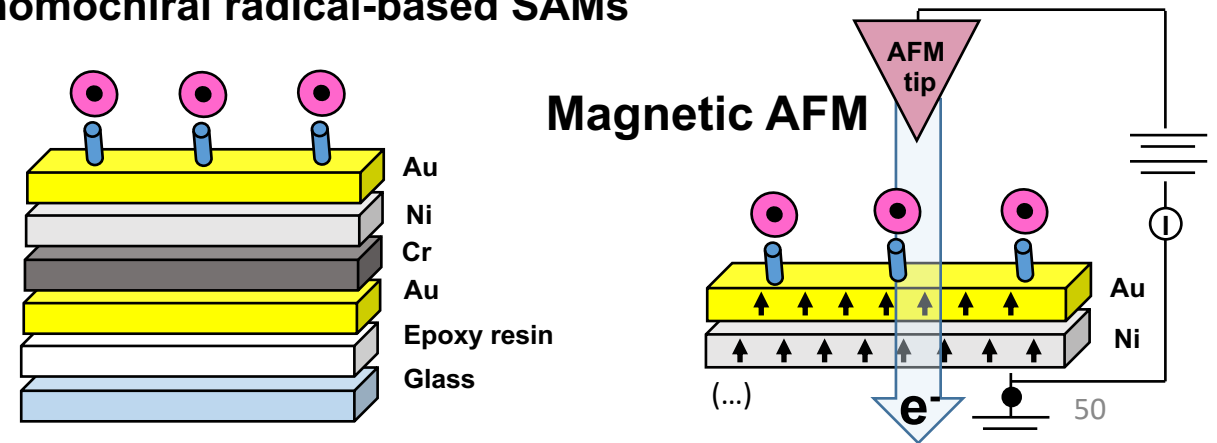 homochiral radical-based SAMs
Au
Ni
Cr
Au
Epoxy resin
Glass
Magnetic AFM
AFM
tip
I
Au
Ni
(...)
e-
50